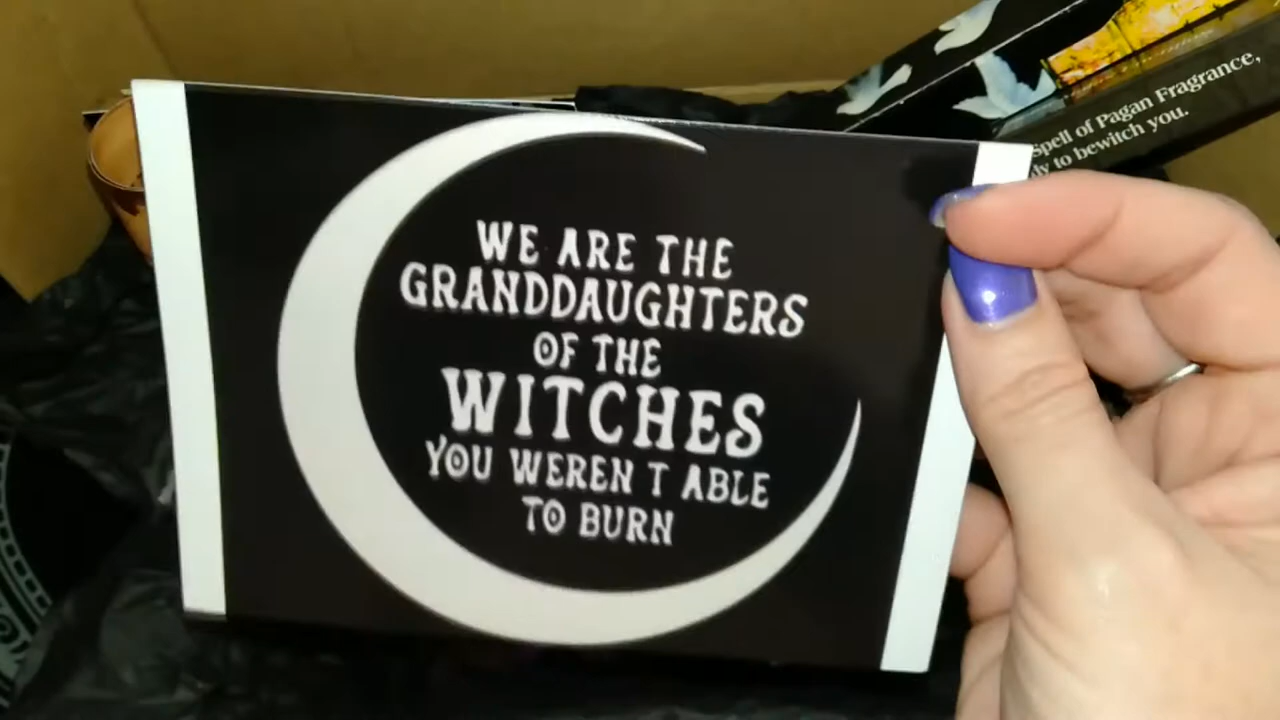 WE ARE THE
GRANDDAUGHTERS
OF THE
WITCHES
YOU WEREN T ABLE
TO BURN
Spell of Pagan Fragrance,
to bewitch you.